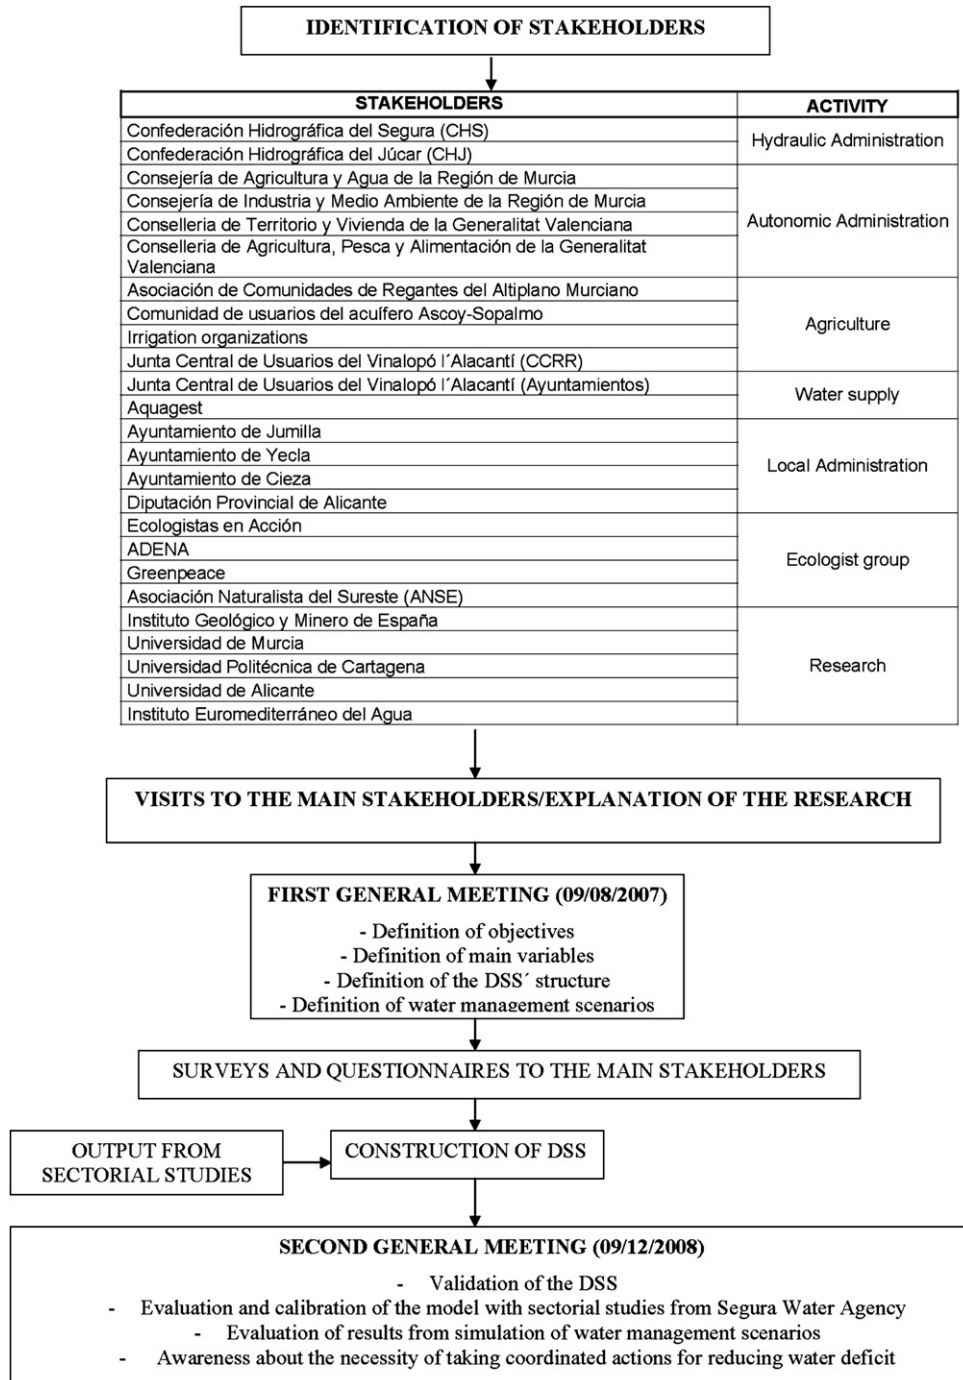 IDENTIFICATION OF STAKEHOLDERS
STAKEHOLDERS
ACTIVITY
Confederación Hidrográfica del Segura (CHS)
Hydraulic Administration
Confederación Hidrográfica del Júcar (CHJ)
Consejería de Agricultura y Agua de la Región de Murcia
Autonomic Administration
Consejería de Industria y Medio Ambiente de la Región de Murcia
Conselleria de Territorio y Vivienda de la Generalitat Valenciana
Conselleria de Agricultura, Pesca y Alimentación de la Generalitat
Valenciana
Asociación de Comunidades de Regantes del Altiplano Murciano
Agriculture
Comunidad de usuarios del acuífero Ascoy-Sopalmo
Irrigation organizations
Junta Central de Usuarios del Vinalopó l´Alacantí (CCRR)
Junta Central de Usuarios del Vinalopó l´Alacantí (Ayuntamientos)
Water supply
Aquagest
Ayuntamiento de Jumilla
Local Administration
Ayuntamiento de Yecla
Ayuntamiento de Cieza
Diputación Provincial de Alicante
Ecologistas en Acción
Ecologist group
ADENA
Greenpeace
Asociación Naturalista del Sureste (ANSE)
Instituto Geológico y Minero de España
Research
Universidad de Murcia
Universidad Politécnica de Cartagena
Universidad de Alicante
Instituto Euromediterráneo del Agua
VISITS TO THE MAIN STAKEHOLDERS/EXPLANATION OF THE RESEARCH
FIRST GENERAL MEETING (09/08/2007)
- Definition of objectives
- Definition of main variables
- Definition of the DSS´ structure
- Definition of water management scenarios
SURVEYS AND QUESTIONNAIRES TO THE MAIN STAKEHOLDERS
OUTPUT FROM
SECTORIAL STUDIES
CONSTRUCTION OF DSS
SECOND GENERAL MEETING (09/12/2008)
- Validation of the DSS
- Evaluation and calibration of the model with sectorial studies from Segura Water Agency
- Evaluation of results from simulation of water management scenarios
- Awareness about the necessity of taking coordinated actions for reducing water deficit